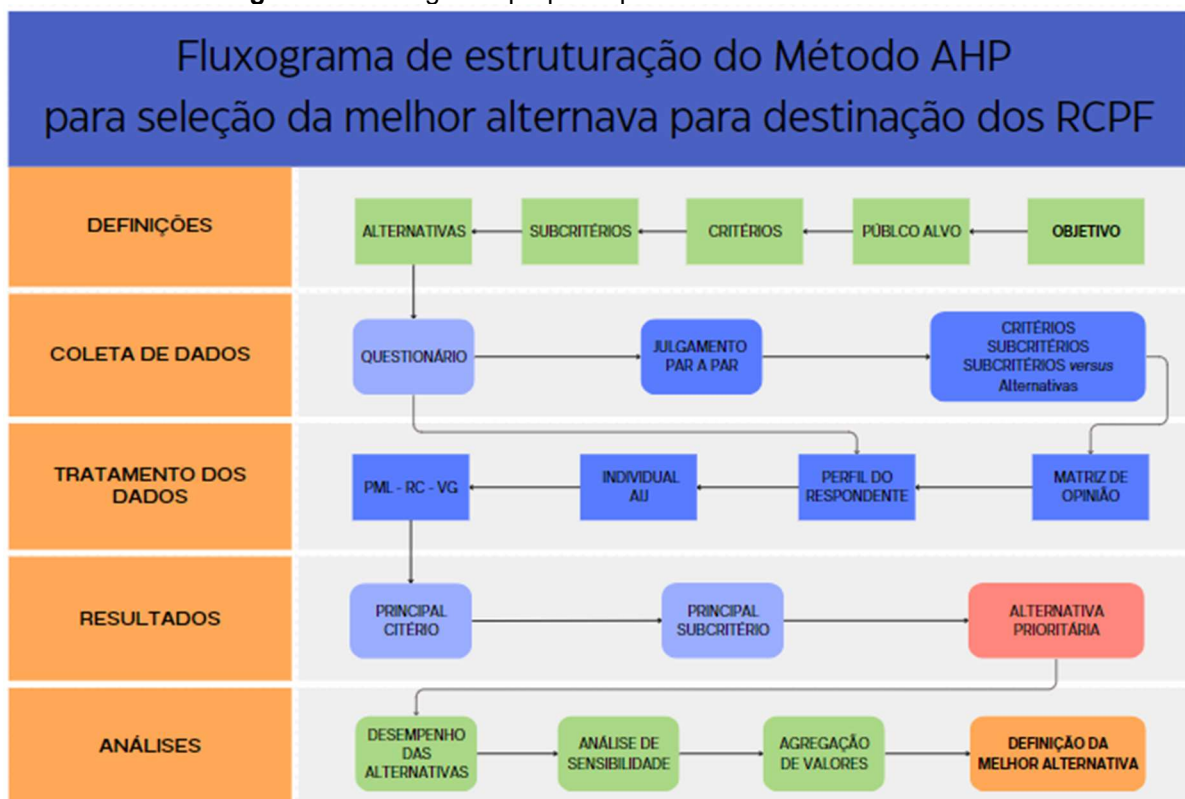 Fluxograma de estruturação do Método AHP
para seleção da melhor alternava para destinação dos RCPF
DEFINIÇÕES
ALTERNATIVAS
SUBCRITÉRIOS
CRITÉRIOS
PÚBLCO ALVO
OBJETIVO
COLETA DE DADOS
QUESTIONÁRIO
JULGAMENTO
PAR A PAR
CRITÉRIOS
SUBCRITÉRIOS
SUBCRITÉRIOS versus
Alternativas
TRATAMENTO DOS
DADOS
PML - RC - VG
INDIVIDUAL
AIJ
PERFIL DO
RESPONDENTE
MATRIZ DE
OPINIÃO
RESULTADOS
PRINCIPAL
CITÉRIO
PRINCIPAL
SUBCRITÉRIO
ALTERNATIVA
PRIORITÁRIA
ANÁLISES
DESEMPENHO
DAS
ALTERNATIVAS
ANÁLISE DE
SENSIBILIDADE
AGREGAÇÃO
DE VALORES
DEFINIÇÃO DA
MELHOR ALTERNATIVA